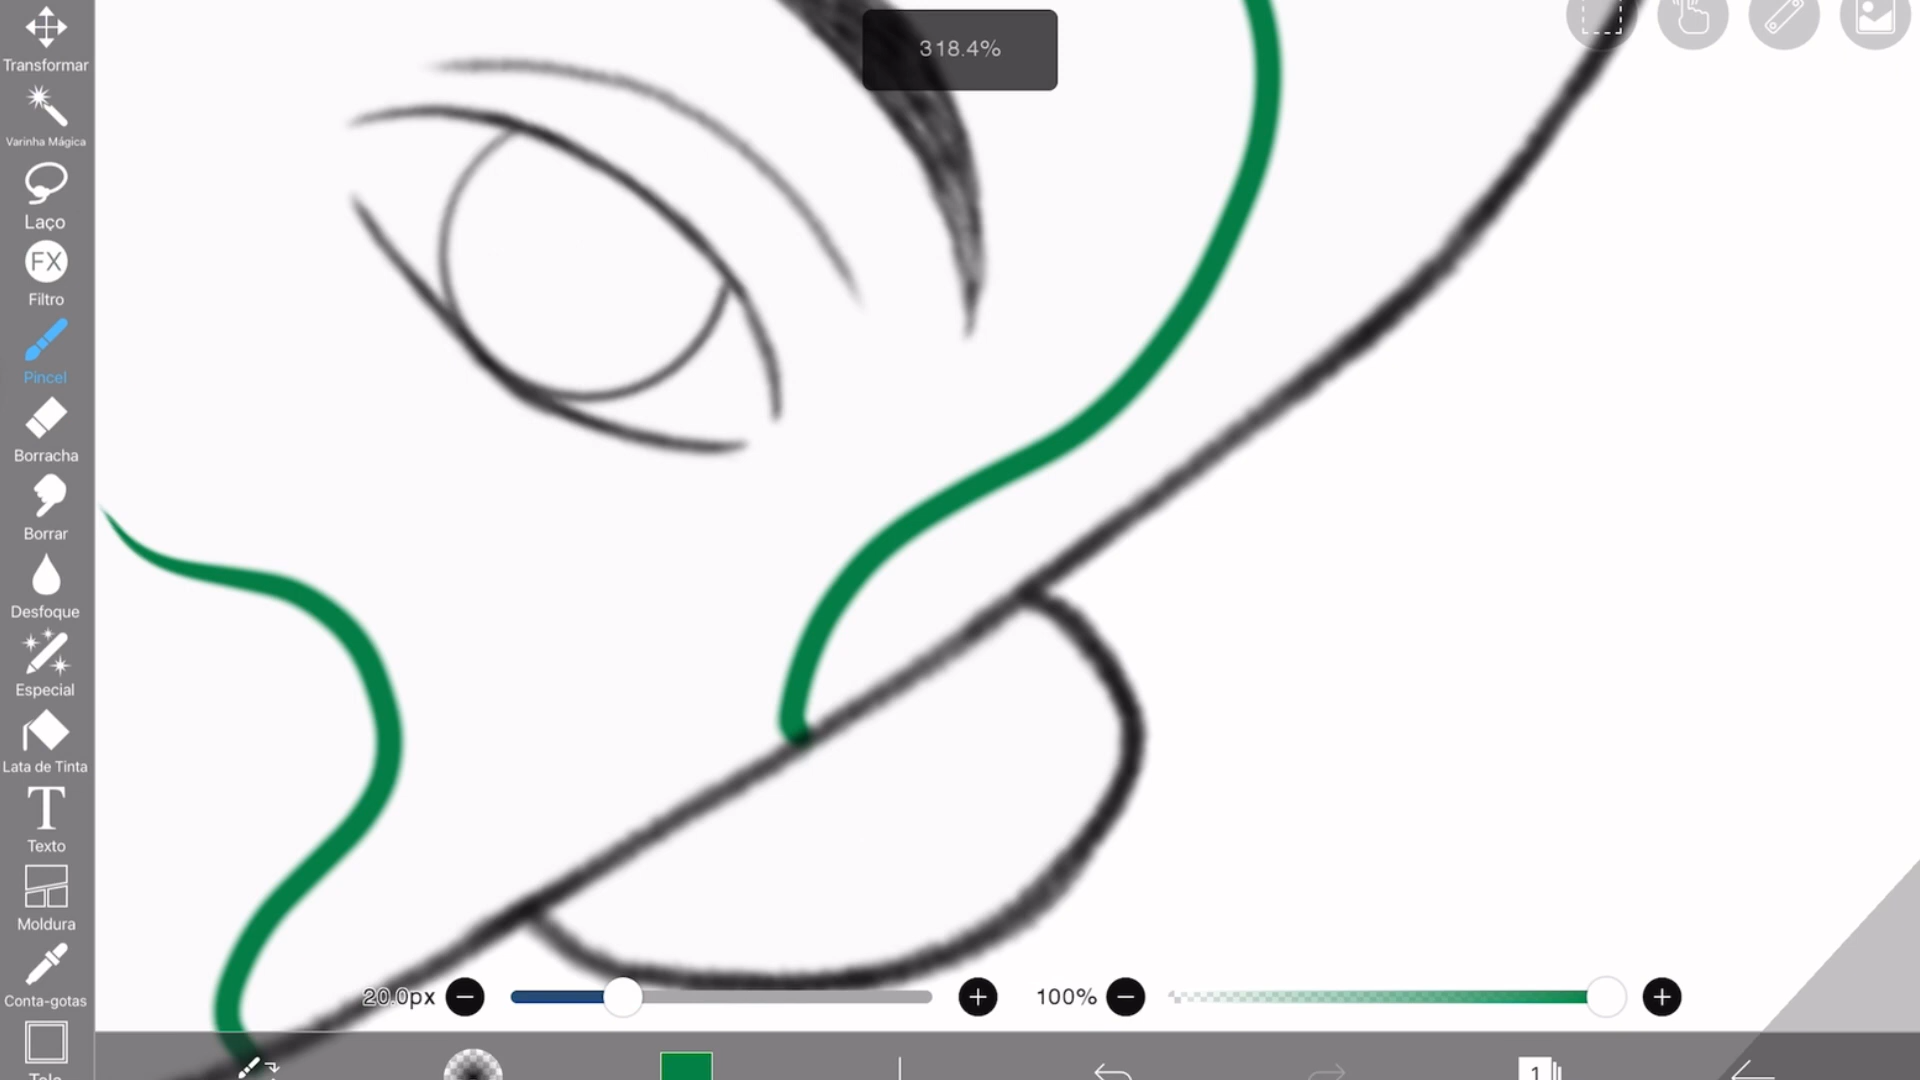 318.4%
Transformar
Varinha Mágica
Laço
FX
Filtro
Pincel
Borracha
Borrar
Desfoque
Especial
Lata de Tinta
T
Texto
Moldura
Conta-gotas
20.0px
100%
1